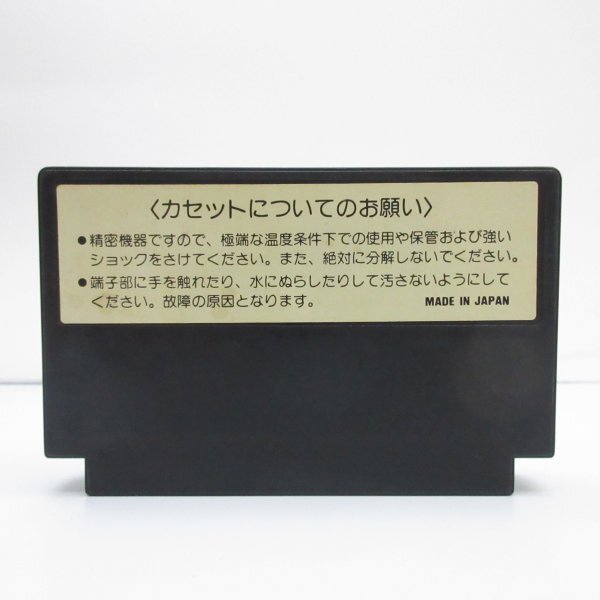 〈カセットについてのお願い〉
●精密機器ですので、極端な温度条件下での使用や保管および強い
ショックをさけてください。また、絶対に分解しないでください。
●端子部に手を触れたり、水にぬらしたりして汚さないようにして
ください。故障の原因となります。
MADE IN JAPAN